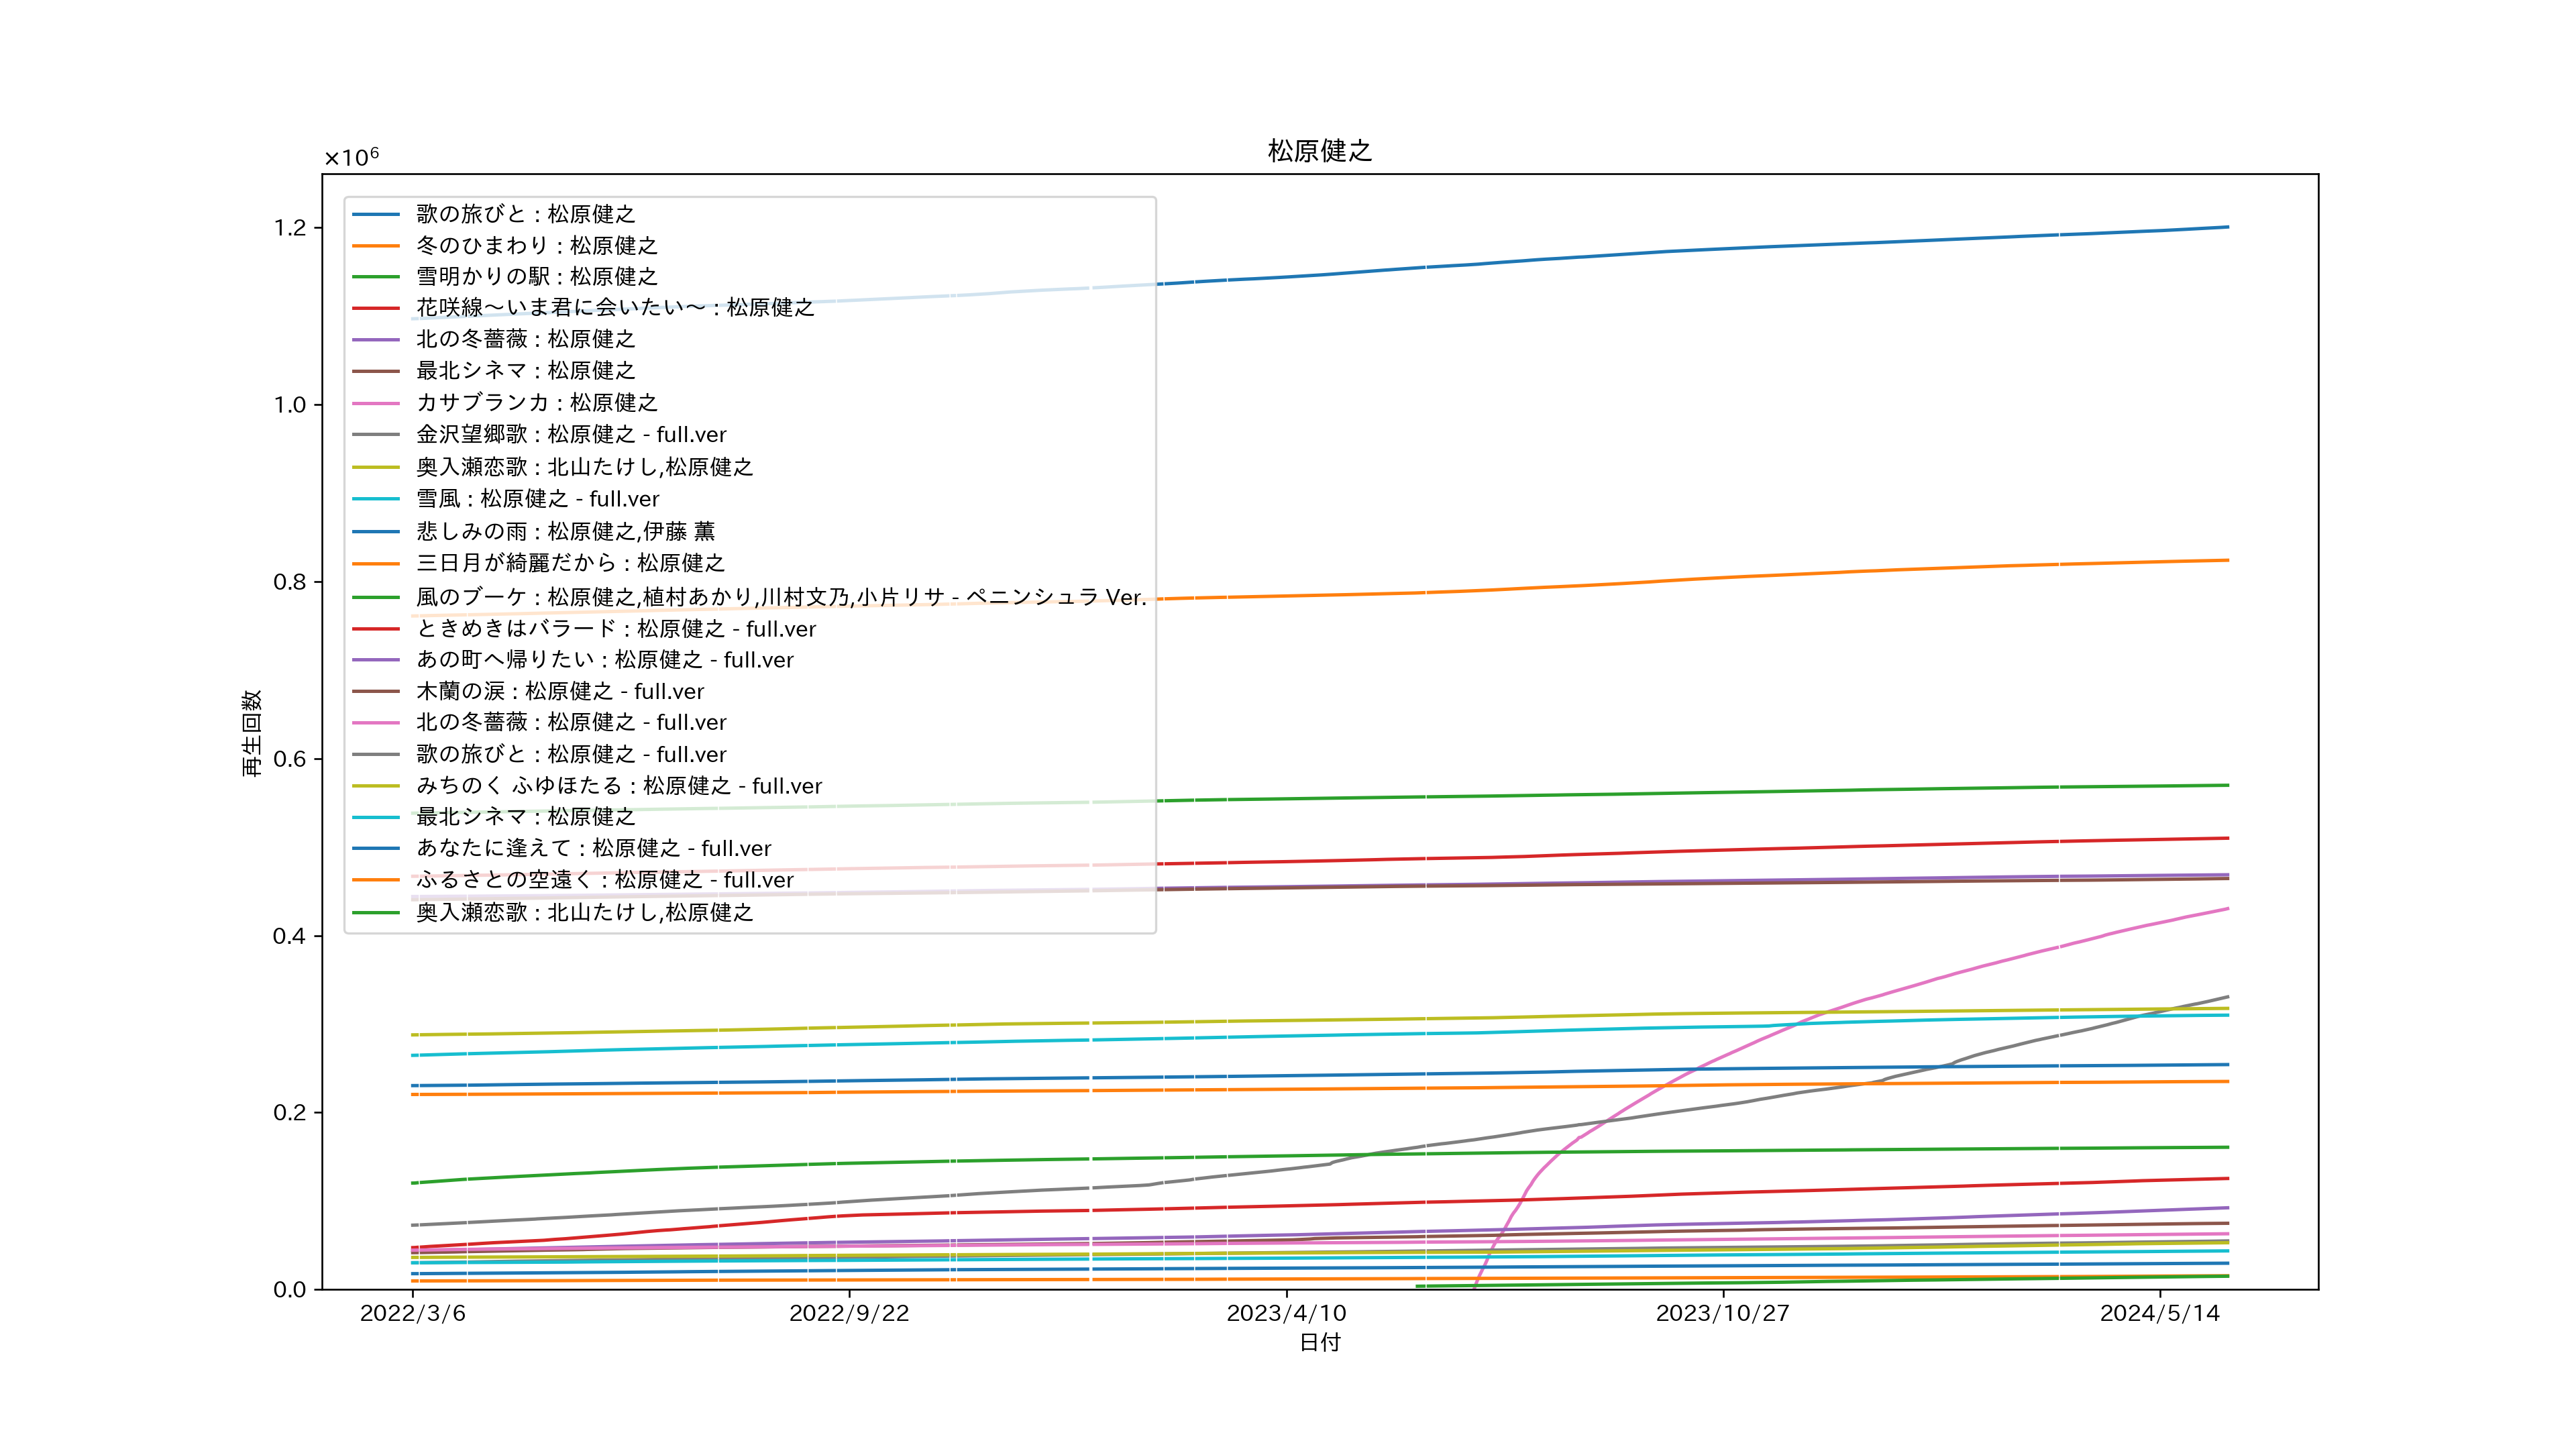 松原健之
×10⁶
1.2
1.0
0.8
0.6
0.4
0.2
0.0
再生回数
歌の旅びと : 松原健之
冬のひまわり : 松原健之
雪明かりの駅 : 松原健之
花咲線～いま君に会いたい～ : 松原健之
北の冬薔薇 : 松原健之
最北シネマ : 松原健之
カサブランカ : 松原健之
金沢望郷歌 : 松原健之 - full.ver
奥入瀬恋歌 : 北山たけし,松原健之
雪風 : 松原健之 - full.ver
悲しみの雨 : 松原健之,伊藤 薫
三日月が綺麗だから : 松原健之
風のブーケ : 松原健之,植村あかり,川村文乃,小片リサ - ペニンシュラ Ver.
ときめきはバラード : 松原健之 - full.ver
あの町へ帰りたい : 松原健之 - full.ver
木蘭の涙 : 松原健之 - full.ver
北の冬薔薇 : 松原健之 - full.ver
歌の旅びと : 松原健之 - full.ver
みちのく ふゆほたる : 松原健之 - full.ver
最北シネマ : 松原健之
あなたに逢えて : 松原健之 - full.ver
ふるさとの空遠く : 松原健之 - full.ver
奥入瀬恋歌 : 北山たけし,松原健之
2022/3/6 2022/9/22 2023/4/10 2023/10/27 2024/5/14
日付